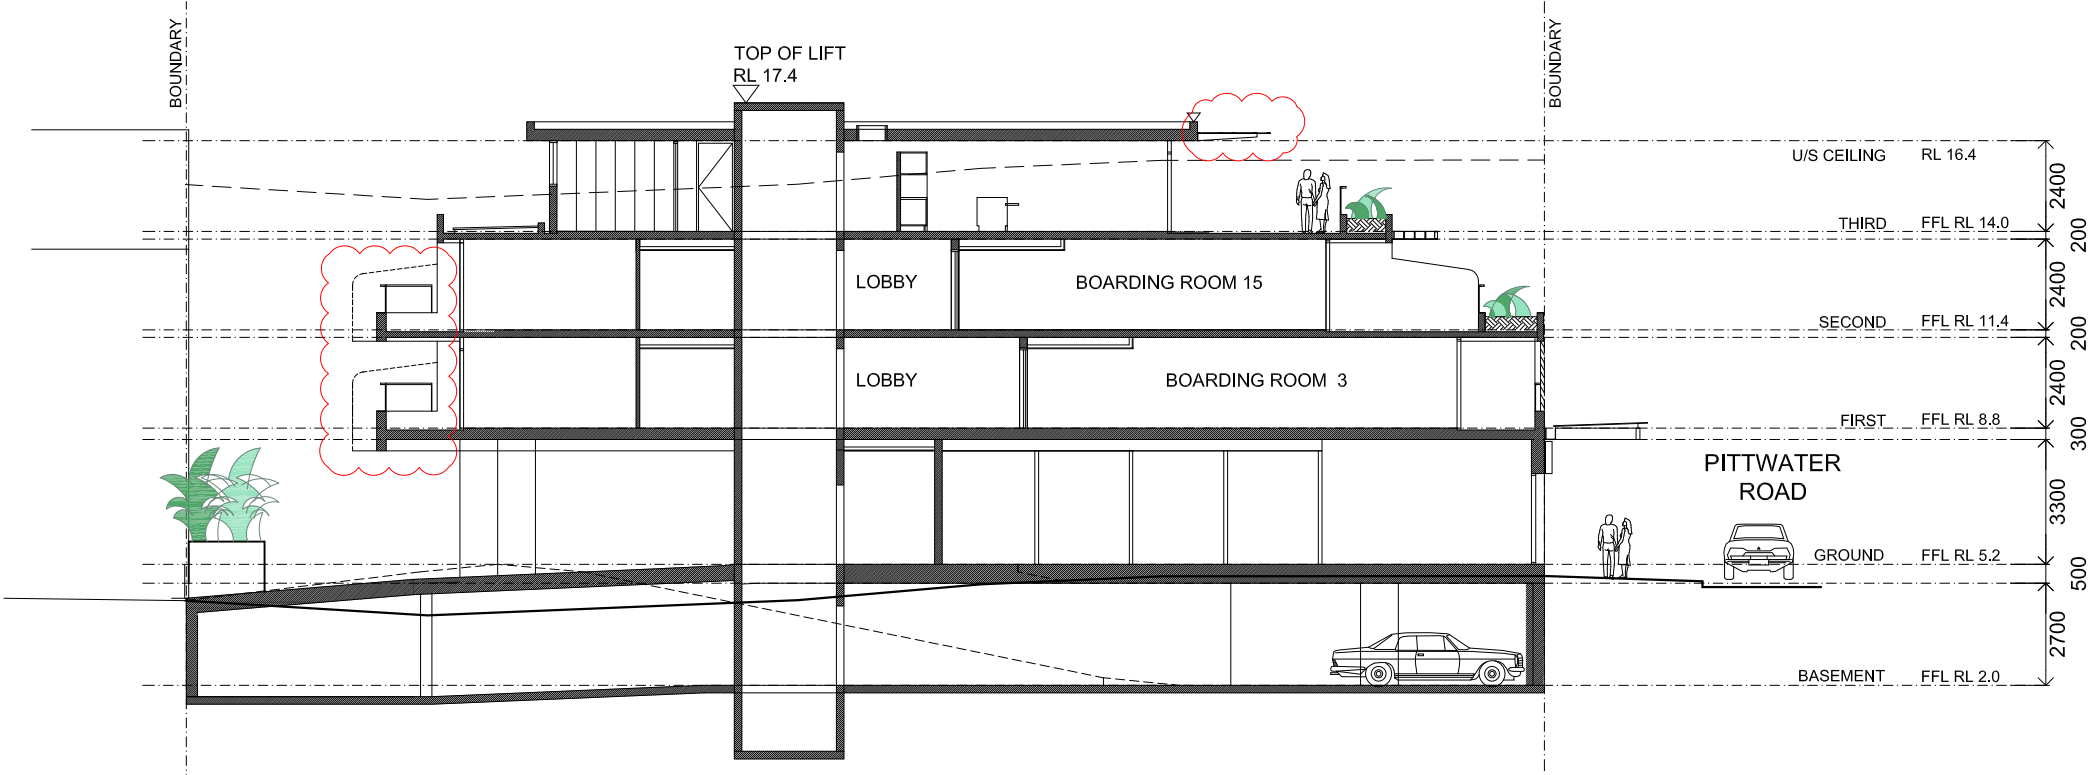 BOUNDARY
TOP OF LIFT
RL 17.4
BOUNDARY
U/S CEILING RL 16.4
2400
THIRD FFL RL 14.0
200
LOBBY
BOARDING ROOM 15
2400
SECOND FFL RL 11.4
200
LOBBY
BOARDING ROOM 3
2400
FIRST FFL RL 8.8
300
PITTWATER
ROAD
3300
GROUND FFL RL 5.2
500
2700
BASEMENT FFL RL 2.0